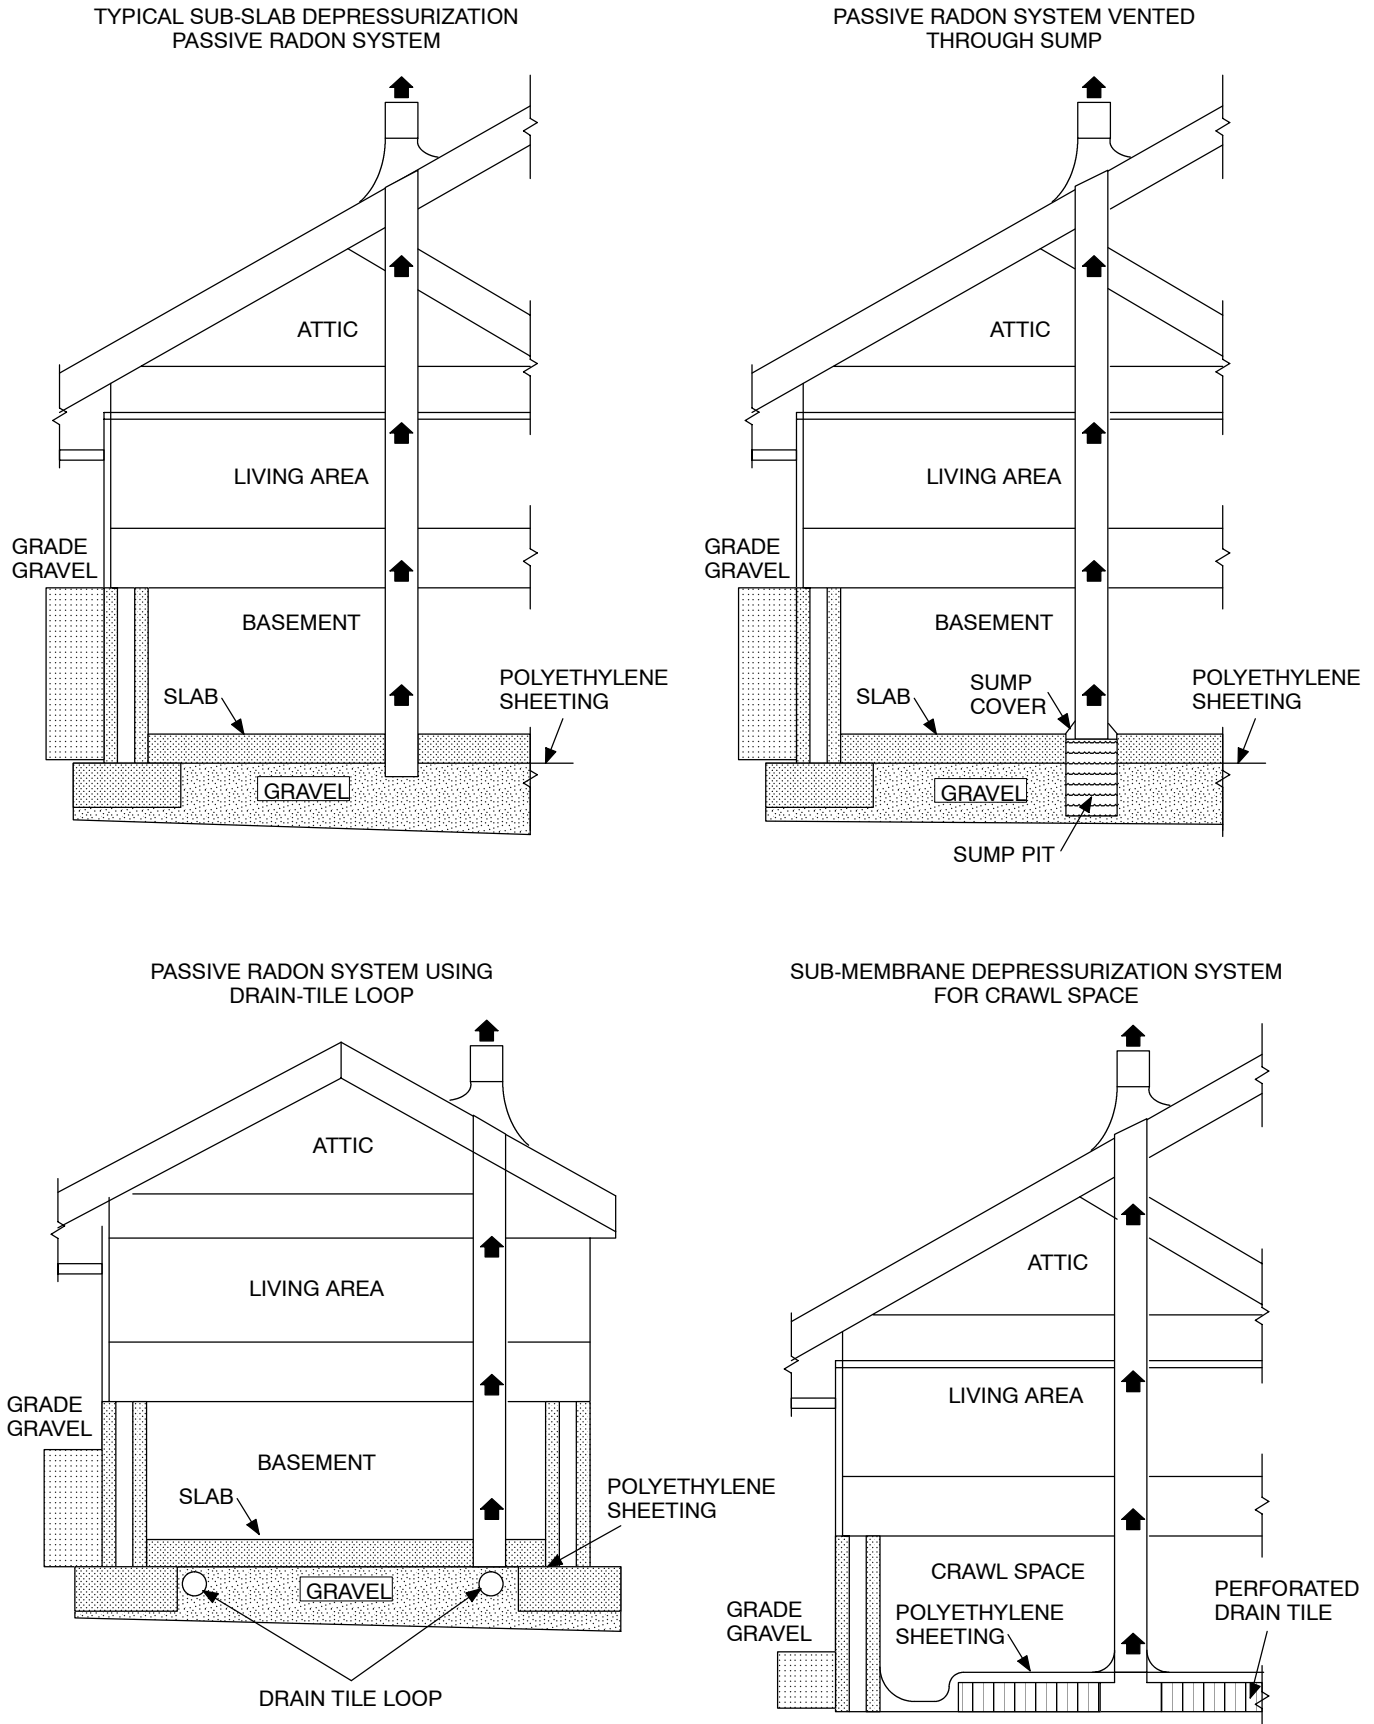 TYPICAL SUB-SLAB DEPRESSURIZATION
PASSIVE RADON SYSTEM
ATTIC
LIVING AREA
GRADE
GRAVEL
BASEMENT
POLYETHYLENE
SHEETING
SLAB
GRAVEL
PASSIVE RADON SYSTEM VENTED
THROUGH SUMP
ATTIC
LIVING AREA
GRADE
GRAVEL
BASEMENT
POLYETHYLENE
SHEETING
SUMP
COVER
SLAB
GRAVEL
SUMP PIT
PASSIVE RADON SYSTEM USING
DRAIN-TILE LOOP
ATTIC
LIVING AREA
GRADE
GRAVEL
BASEMENT
POLYETHYLENE
SHEETING
SLAB
GRAVEL
DRAIN TILE LOOP
SUB-MEMBRANE DEPRESSURIZATION SYSTEM
FOR CRAWL SPACE
ATTIC
LIVING AREA
CRAWL SPACE
PERFORATED
DRAIN TILE
GRADE
GRAVEL
POLYETHYLENE
SHEETING